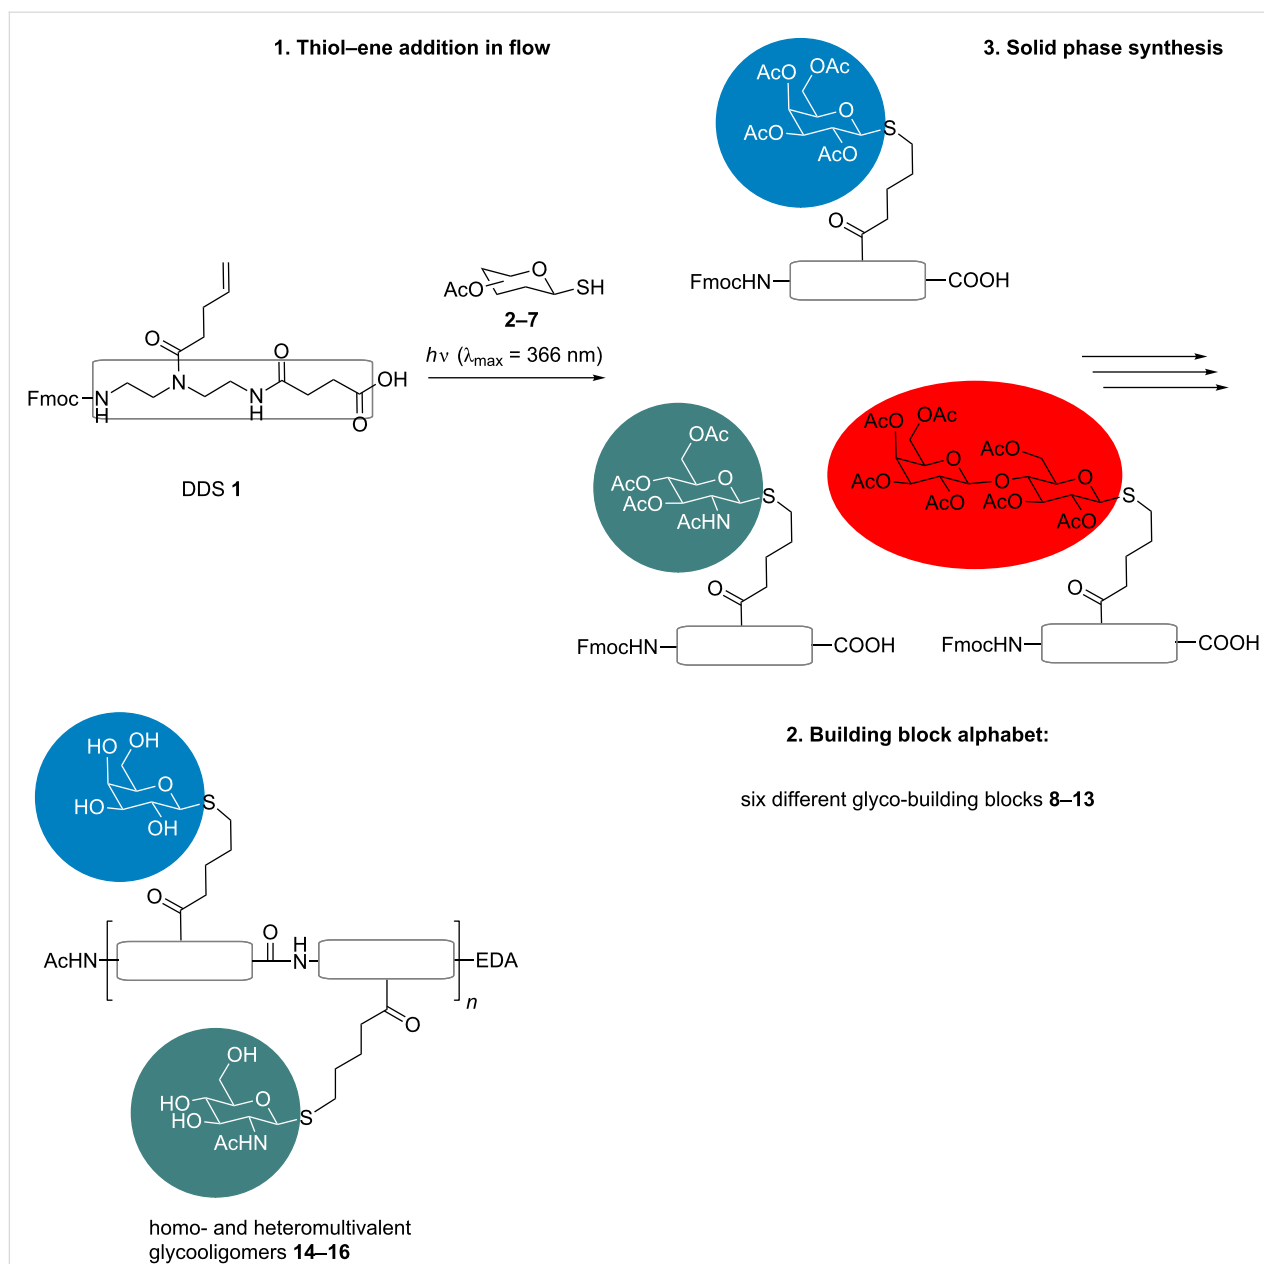 1. Thiol–ene addition in flow
3. Solid phase synthesis
AcO OAc
O
AcO S
AcO
O
FmocHN COOH
O
AcO SH
2–7
hν (λmax = 366 nm)
O O
N OH
Fmoc N N
H H O
DDS 1
OAc
O
AcO S
AcO
AcHN
O
FmocHN COOH
AcO OAc
O AcO
AcO O O S
AcO AcO
AcO
O
FmocHN COOH
2. Building block alphabet:
six different glyco-building blocks 8–13
HO OH
O
HO S
OH
O
O H
AcHN N EDA
n
O
OH
O
HO S
HO
AcHN
homo- and heteromultivalent
glycooligomers 14–16